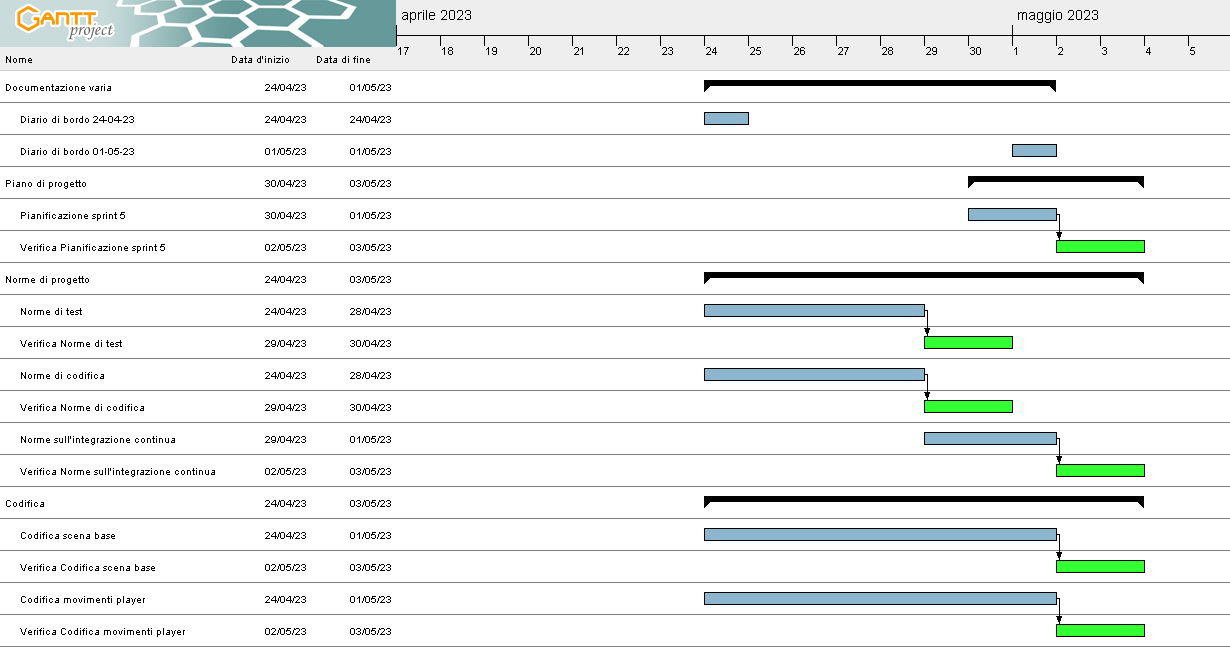 GANTT project
aprile 2023 maggio 2023
17 18 19 20 21 22 23 24 25 26 27 28 29 30 1 2 3 4 5
Nome Data d'inizio Data di fine
Documentazione varia 24/04/23 01/05/23
Diario di bordo 24-04-23 24/04/23 24/04/23
Diario di bordo 01-05-23 01/05/23 01/05/23
Piano di progetto 30/04/23 03/05/23
Pianificazione sprint 5 30/04/23 01/05/23
Verifica Pianificazione sprint 5 02/05/23 03/05/23
Norme di progetto 24/04/23 03/05/23
Norme di test 24/04/23 28/04/23
Verifica Norme di test 29/04/23 30/04/23
Norme di codifica 24/04/23 28/04/23
Verifica Norme di codifica 29/04/23 30/04/23
Norme sull'integrazione continua 29/04/23 01/05/23
Verifica Norme sull'integrazione continua 02/05/23 03/05/23
Codifica 24/04/23 03/05/23
Codifica scena base 24/04/23 01/05/23
Verifica Codifica scena base 02/05/23 03/05/23
Codifica movimenti player 24/04/23 01/05/23
Verifica Codifica movimenti player 02/05/23 03/05/23